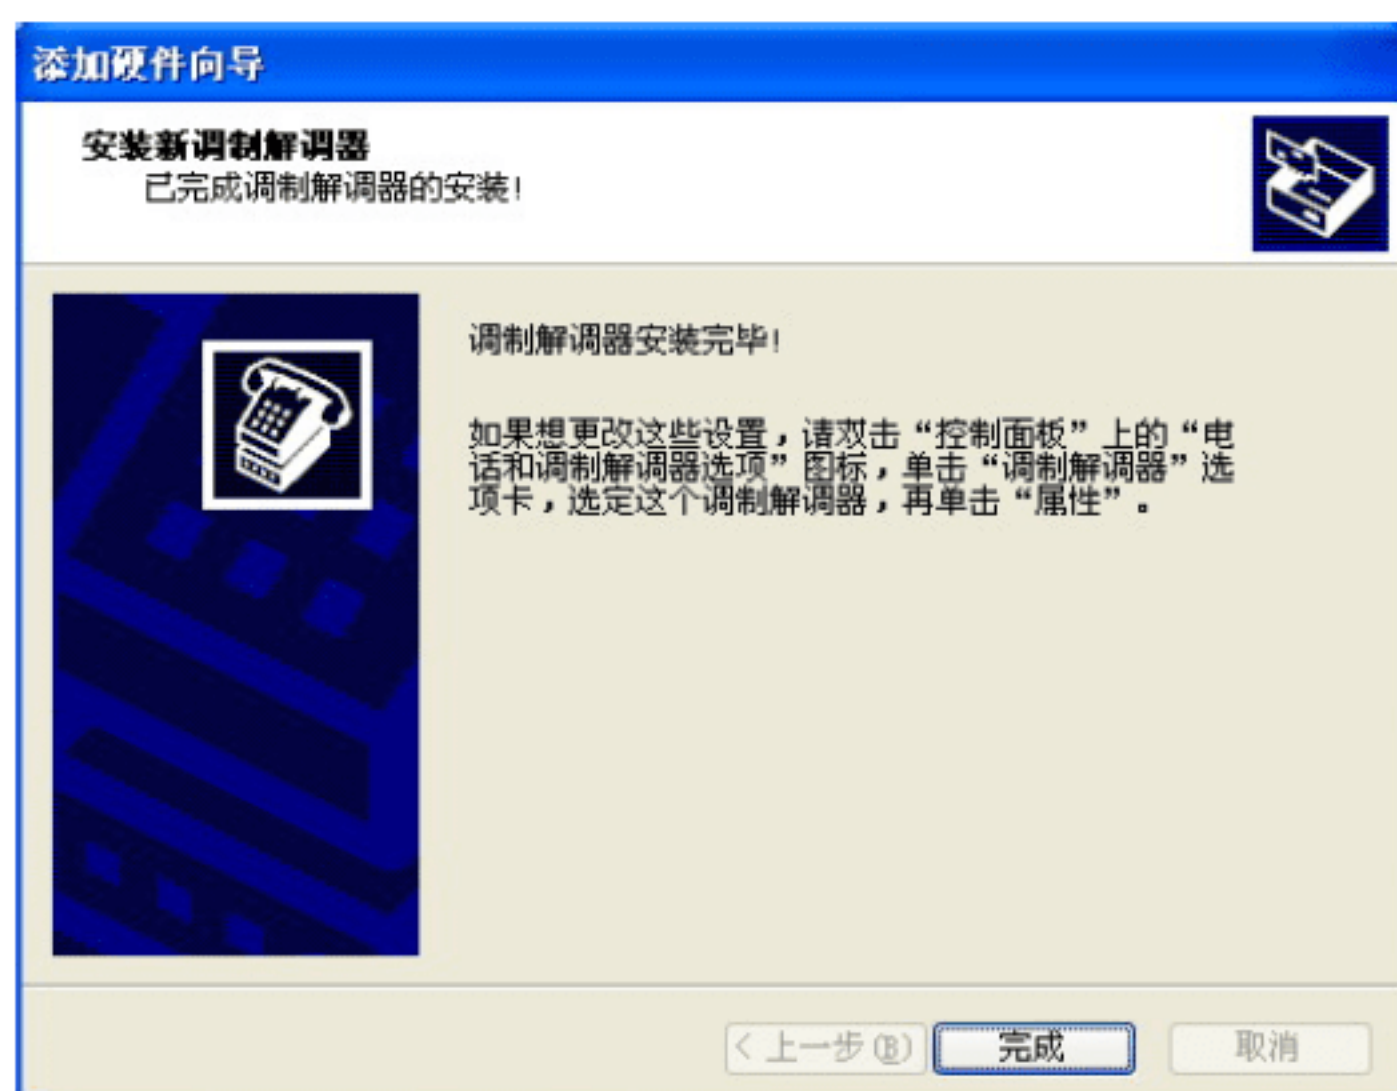 添加硬件向导
安装新调制解调器
已完成调制解调器的安装!
调制解调器安装完毕!
如果想更改这些设置，请双击“控制面板”上的“电
话和调制解调器选项”图标，单击“调制解调器”选
项卡，选定这个调制解调器，再单击“属性”。
< 上一步(B)
完成
取消